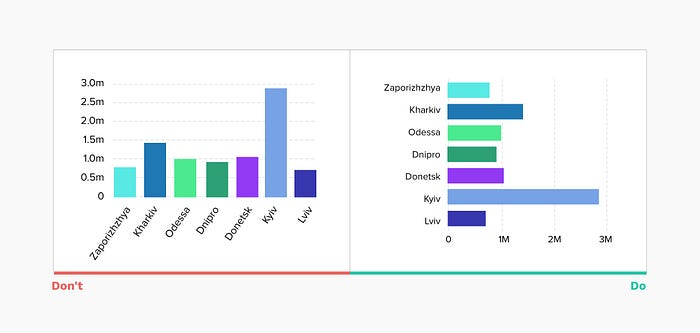 3.0m
2.5m
2.0m
1.5m
1.0m
0.5m
0
Zaporizhzhya
Kharkiv
Odessa
Dnipro
Donetsk
Kyiv
Lviv
Zaporizhzhya
Kharkiv
Odessa
Dnipro
Donetsk
Kyiv
Lviv
0 1M 2M 3M
Don't
Do